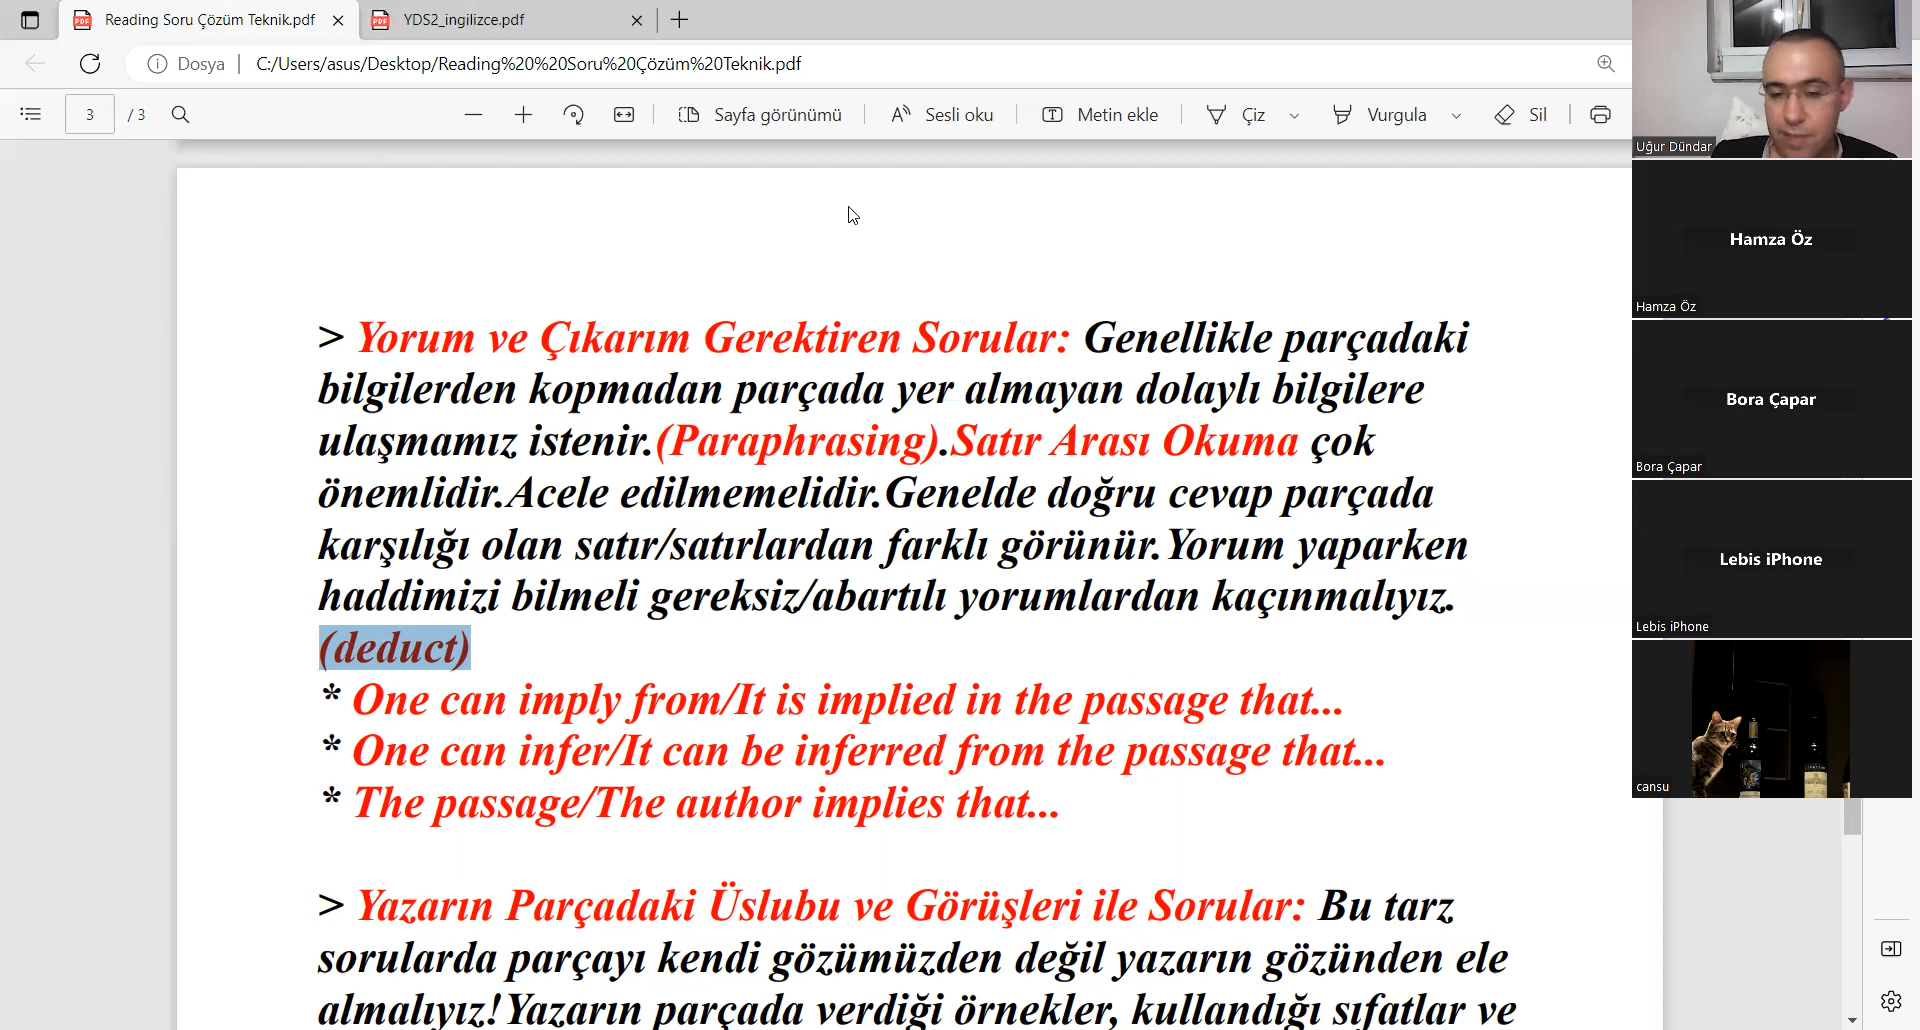 Reading Soru Çözüm Teknik.pdf
YDS2_ingilizce.pdf
Dosya
C:/Users/asus/Desktop/Reading%20%20Soru%20Çözüm%20Teknik.pdf
3
/ 3
Sayfa görünümü
Sesli oku
Metin ekle
Çiz
Vurgula
Sil
> Yorum ve Çıkarım Gerektiren Sorular: Genellikle parçadaki
bilgilerden kopmadan parçada yer almayan dolaylı bilgilere
ulaşmamız istenir.(Paraphrasing).Satır Arası Okuma çok
önemlidir.Acele edilmemelidir.Genelde doğru cevap parçada
karşılığı olan satır/satırlardan farklı görünür.Yorum yaparken
haddimizi bilmeli gereksiz/abartılı yorumlardan kaçınmalıyız.
(deduct)
* One can imply from/It is implied in the passage that...
* One can infer/It can be inferred from the passage that...
* The passage/The author implies that...
> Yazarın Parçadaki Üslubu ve Görüşleri ile Sorular: Bu tarz
sorularda parçayı kendi gözümüzden değil yazarın gözünden ele
almalıyız!Yazarın parçada verdiği örnekler, kullandığı sıfatlar ve
Uğur Dündar
Hamza Öz
Hamza Öz
Bora Çapar
Bora Çapar
Lebis iPhone
Lebis iPhone
cansu